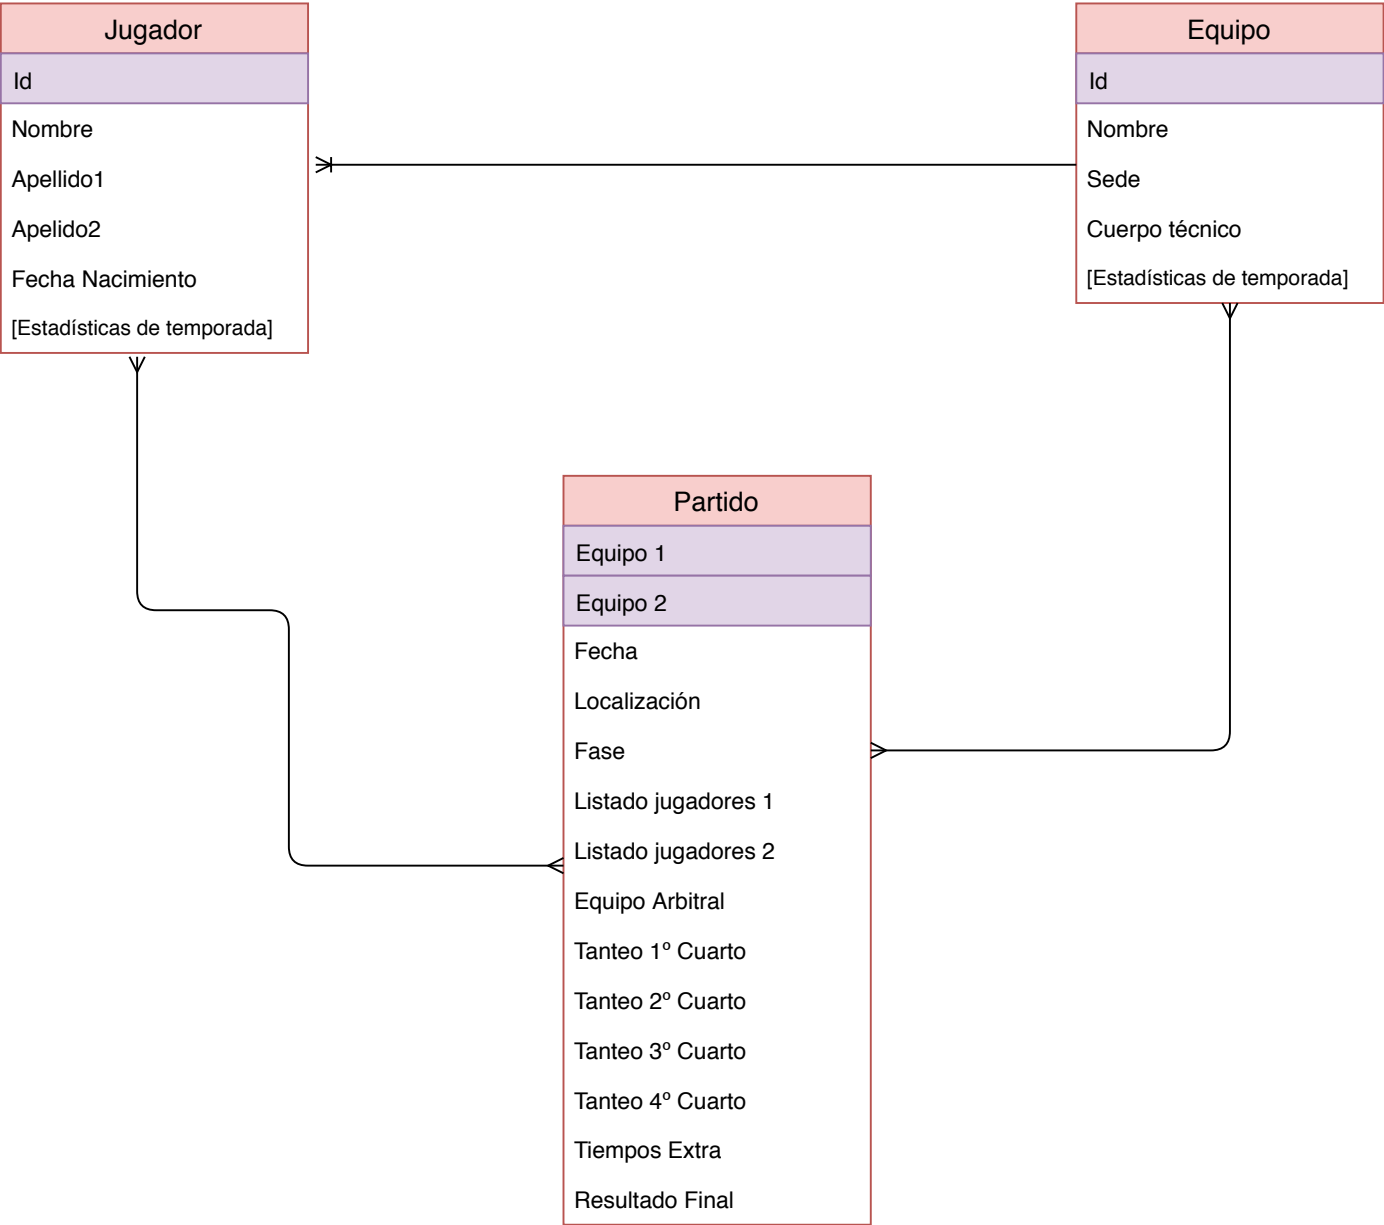 Jugador
Id
Nombre
Apellido1
Apelido2
Fecha Nacimiento
[Estadísticas de temporada]
Equipo
Id
Nombre
Sede
Cuerpo técnico
[Estadísticas de temporada]
Partido
Equipo 1
Equipo 2
Fecha
Localización
Fase
Listado jugadores 1
Listado jugadores 2
Equipo Arbitral
Tanteo 1º Cuarto
Tanteo 2º Cuarto
Tanteo 3º Cuarto
Tanteo 4º Cuarto
Tiempos Extra
Resultado Final